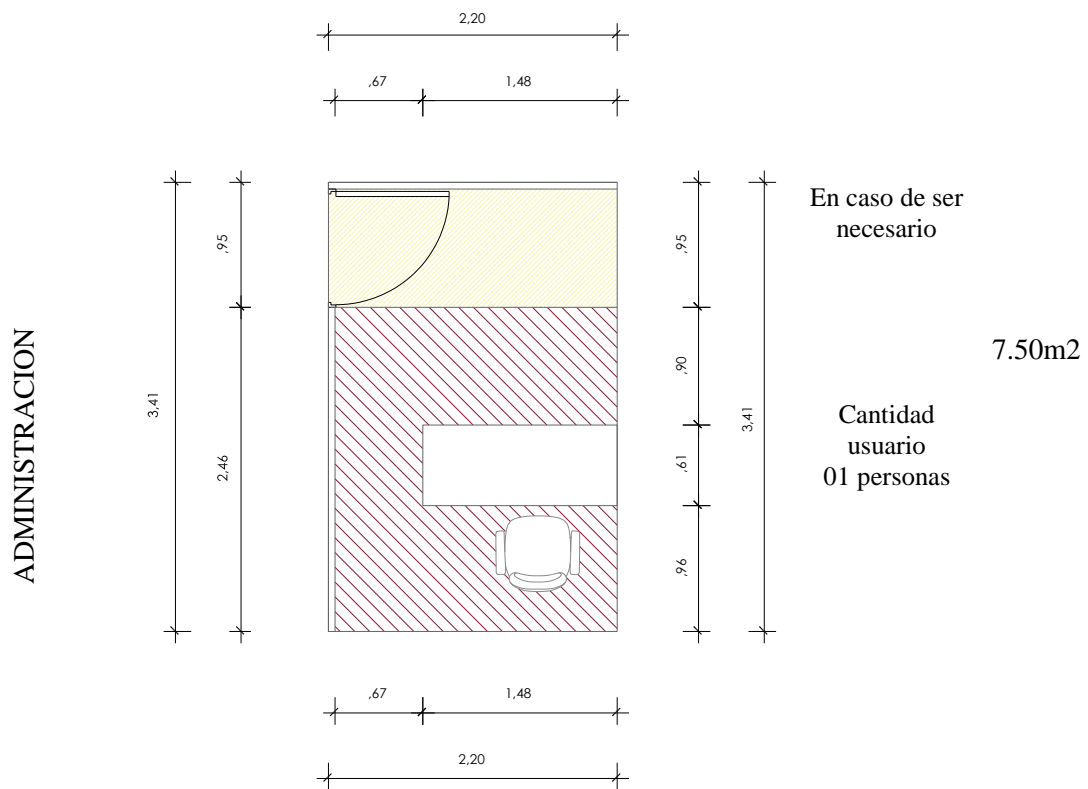 2,20
,67
1,48
ADMINISTRACION
3,41
,95
2,46
,95
,90
,61
,96
3,41
En caso de ser
necesario
Cantidad
usuario
01 personas
7.50m2
,67
1,48
2,20